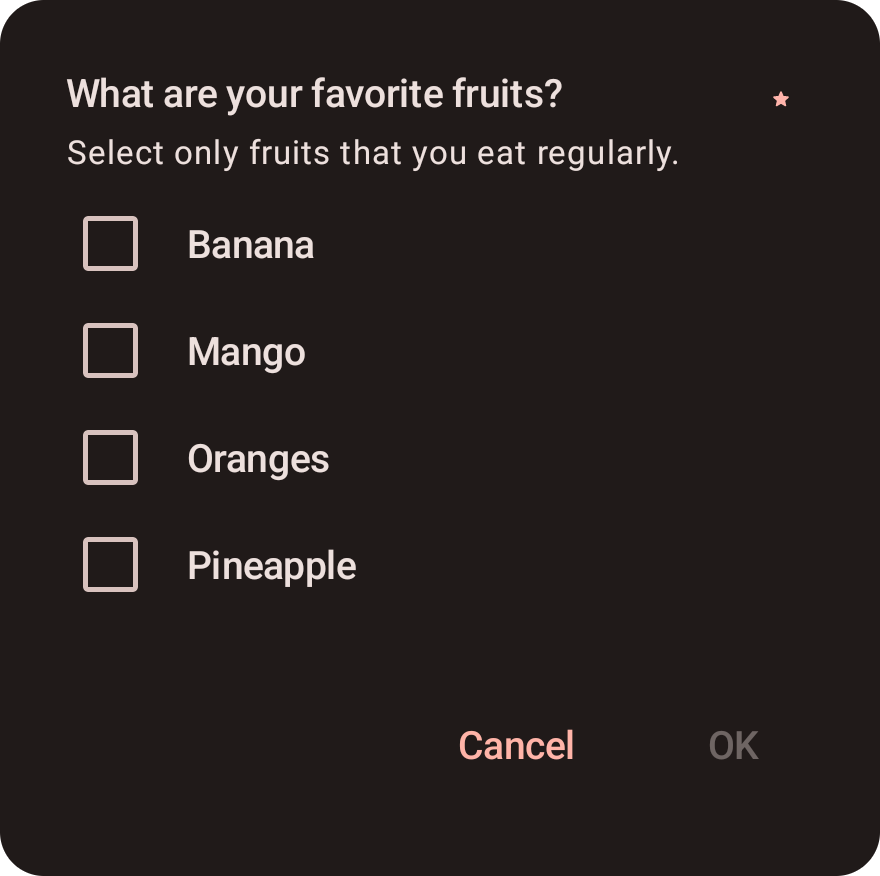 What are your favorite fruits?
Select only fruits that you eat regularly.
Banana
Mango
Oranges
Pineapple
Cancel OK